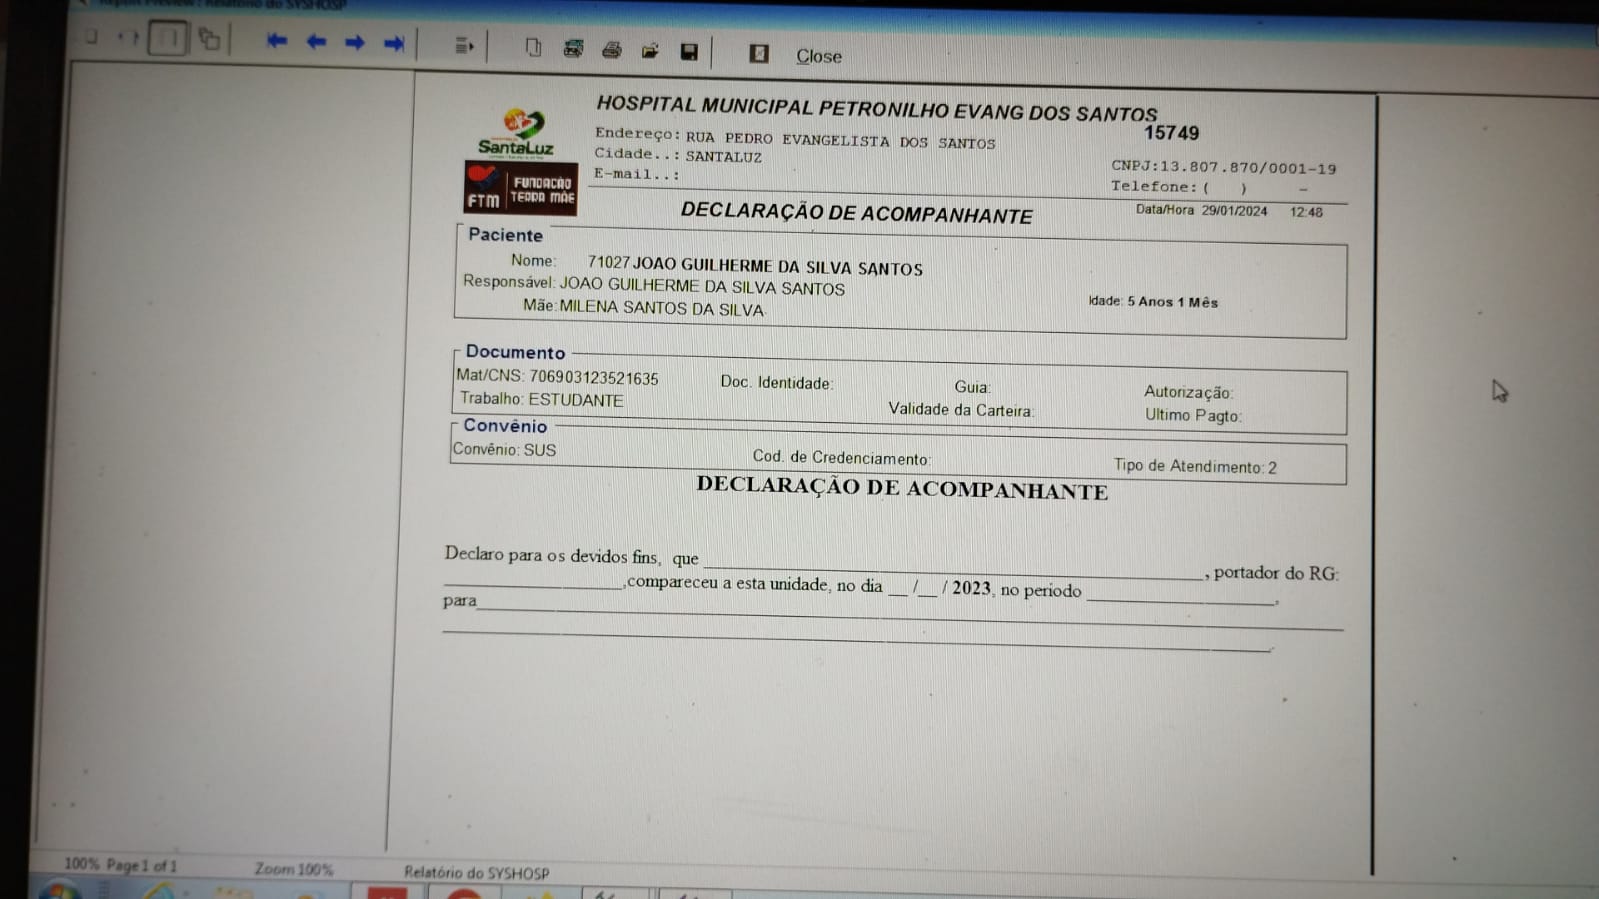 Report Preview : Relatório do SYSHOSP
Close
HOSPITAL MUNICIPAL PETRONILHO EVANG DOS SANTOS
15749
SantaLuz
Endereço: RUA PEDRO EVANGELISTA DOS SANTOS
Cidade..: SANTALUZ
CNPJ:13.807.870/0001-19
E-mail..:
Telefone: ( ) -
FTM
FUNDAÇÃO
TERRA MÃE
DECLARAÇÃO DE ACOMPANHANTE
Data/Hora 29/01/2024 12:48
Paciente
Nome: 71027 JOAO GUILHERME DA SILVA SANTOS
Responsável: JOAO GUILHERME DA SILVA SANTOS
Idade: 5 Anos 1 Mês
Mãe: MILENA SANTOS DA SILVA
Documento
Mat/CNS: 706903123521635 Doc. Identidade: Guia: Autorização:
Trabalho: ESTUDANTE Validade da Carteira: Ultimo Pagto:
Convênio
Convênio: SUS Cod. de Credenciamento: Tipo de Atendimento: 2
DECLARAÇÃO DE ACOMPANHANTE
Declaro para os devidos fins, que ____________________, portador do RG:
____________________,compareceu a esta unidade, no dia __ /__ / 2023, no periodo ____________________,
para____________________
____________________.
100% Page 1 of 1 Zoom 100% Relatório do SYSHOSP